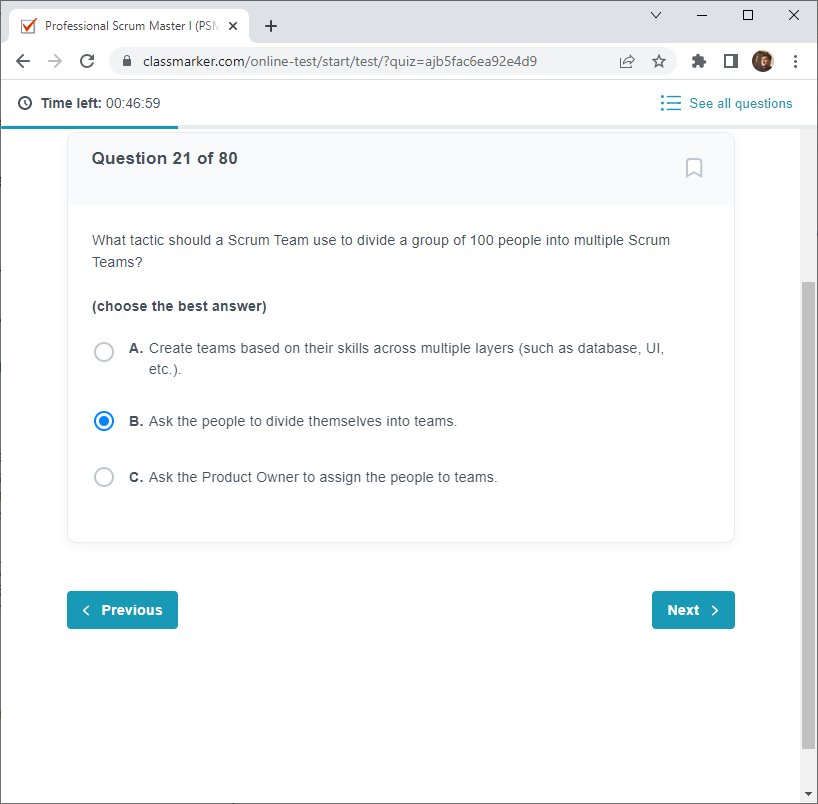 Professional Scrum Master I (PSM
classmarker.com/online-test/start/test/?quiz=ajb5fac6ea92e4d9
Time left: 00:46:59
See all questions
Question 21 of 80
What tactic should a Scrum Team use to divide a group of 100 people into multiple Scrum
Teams?
(choose the best answer)
A. Create teams based on their skills across multiple layers (such as database, UI,
etc.).
B. Ask the people to divide themselves into teams.
C. Ask the Product Owner to assign the people to teams.
Previous
Next